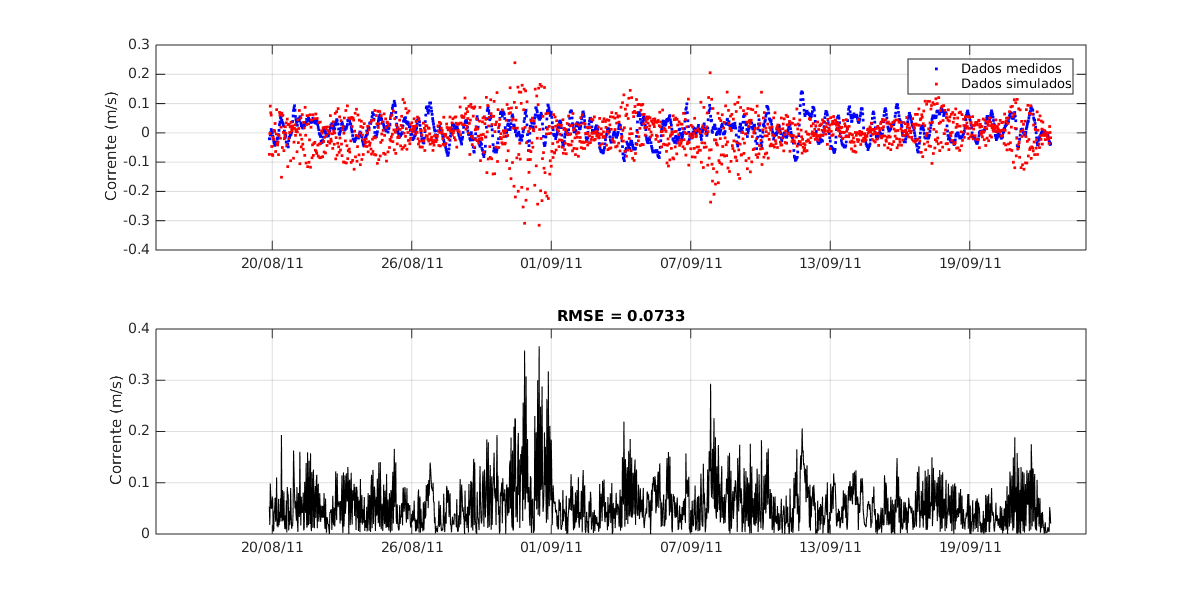 0.3
0.2
0.1
0
-0.1
-0.2
-0.3
-0.4
Corrente (m/s)
Dados medidos
Dados simulados
20/08/11 26/08/11 01/09/11 07/09/11 13/09/11 19/09/11
RMSE = 0.0733
0.4
0.3
0.2
0.1
0
Corrente (m/s)
20/08/11 26/08/11 01/09/11 07/09/11 13/09/11 19/09/11